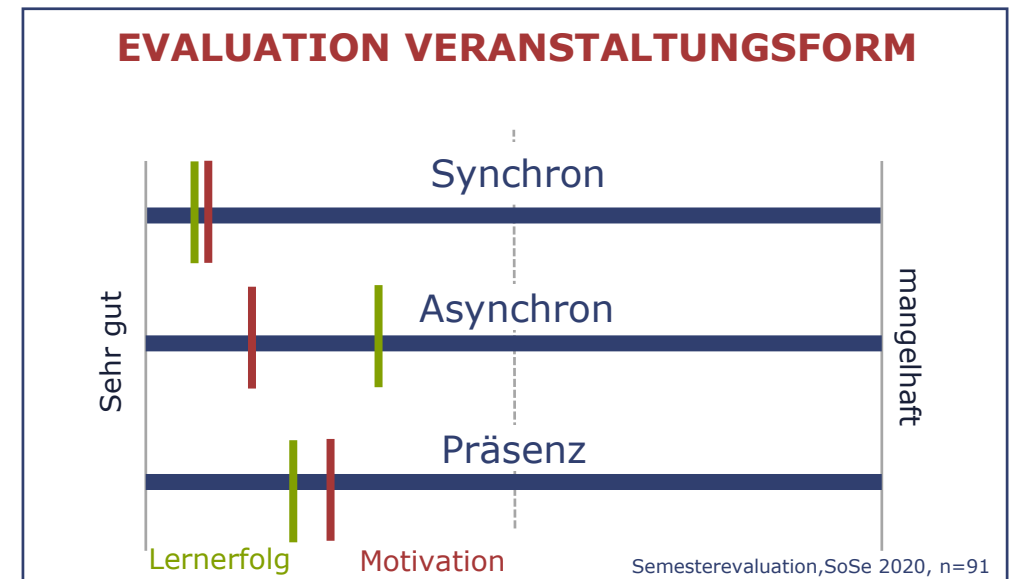 EVALUATION VERANSTALTUNGSFORM
Synchron
Sehr gut
Asynchron
mangelhaft
Präsenz
Lernerfolg
Motivation
Semesterevaluation,SoSe 2020, n=91